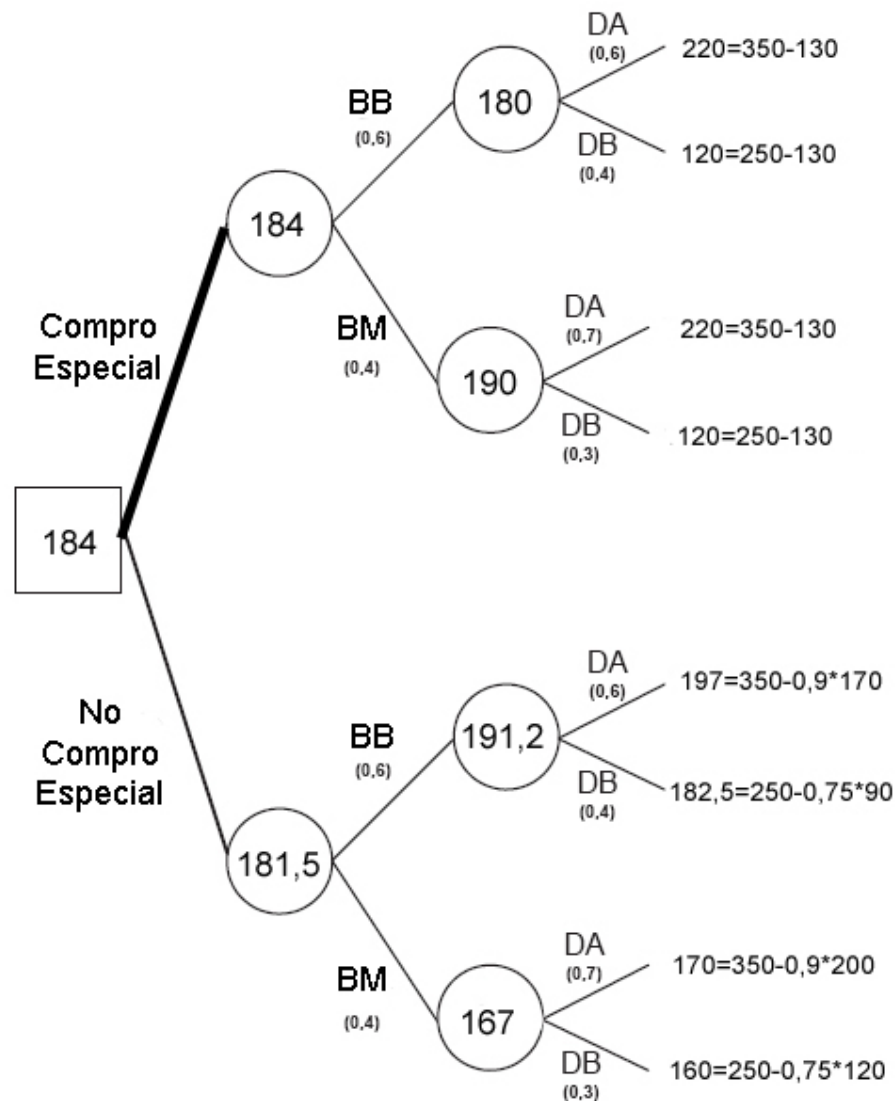 DA
(0,6)
220=350-130
BB
(0,6)
180
DB
(0,4)
120=250-130
184
Compro
Especial
BM
(0,4)
DA
(0,7)
220=350-130
190
DB
(0,3)
120=250-130
184
No
Compro
Especial
DA
(0,6)
197=350-0,9*170
BB
(0,6)
191,2
DB
(0,4)
182,5=250-0,75*90
181,5
BM
(0,4)
DA
(0,7)
170=350-0,9*200
167
DB
(0,3)
160=250-0,75*120